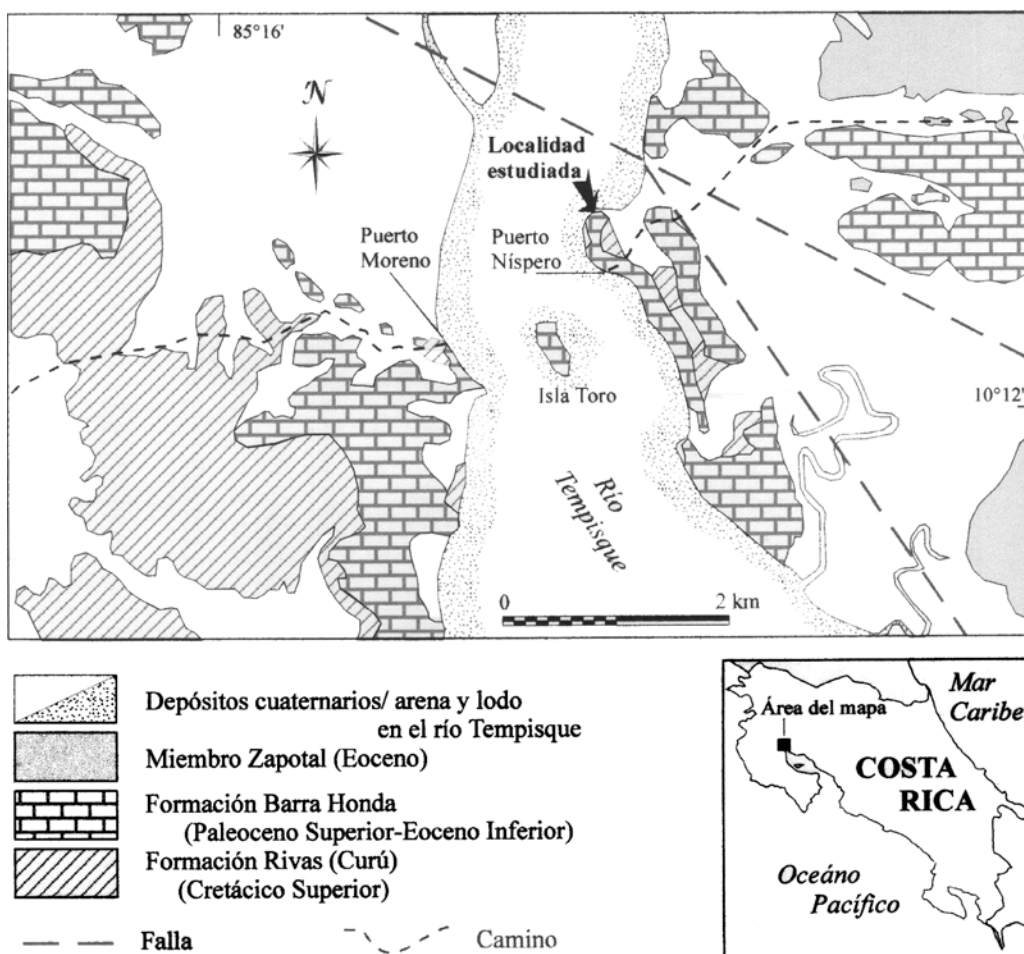 85°16'
N
Localidad
estudiada
Puerto
Moreno
Puerto
Níspero
Isla Toro
10°12'
Río
Tempisque
0 2 km
Depósitos cuaternarios/ arena y lodo
en el río Tempisque
Miembro Zapotal (Eoceno)
Formación Barra Honda
(Paleoceno Superior-Eoceno Inferior)
Formación Rivas (Curú)
(Cretácico Superior)
Falla Camino
Mar
Caribe
Área del mapa
COSTA
RICA
Oceáno
Pacífico